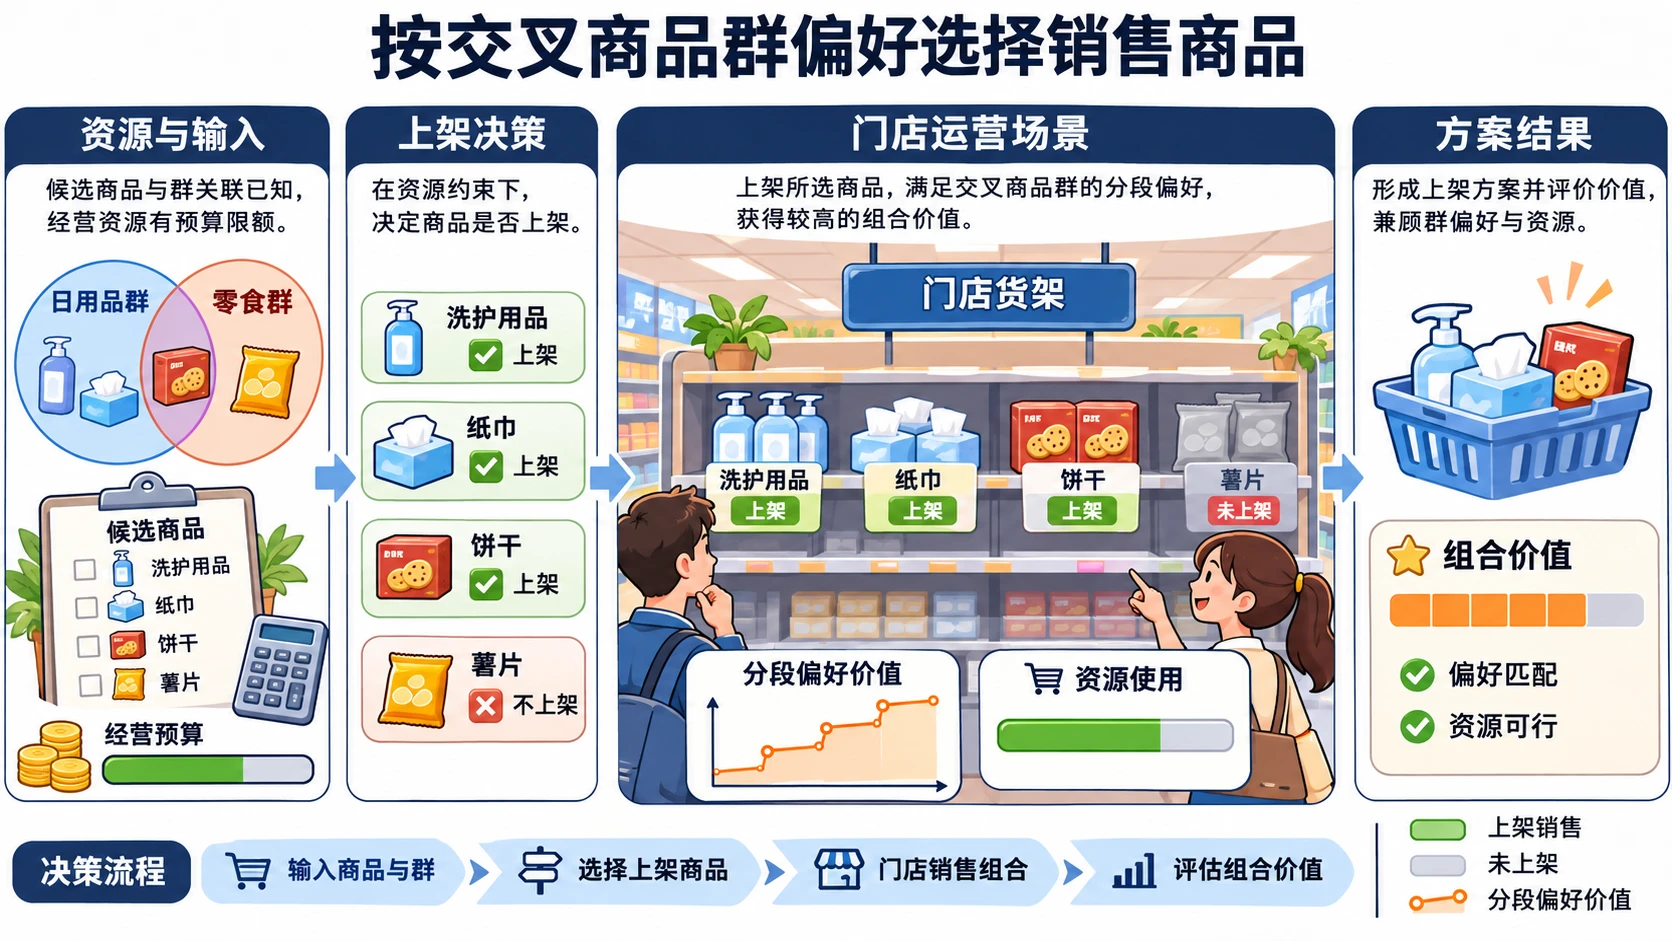 按交叉商品群偏好选择销售商品
资源与输入
候选商品与群关联已知，
经营资源有预算限额。
日用品群
零食群
候选商品
洗护用品
纸巾
饼干
薯片
经营预算
上架决策
在资源约束下，
决定商品是否上架。
洗护用品
上架
纸巾
上架
饼干
上架
薯片
不上架
门店运营场景
上架所选商品，满足交叉商品群的分段偏好，
获得较高的组合价值。
门店货架
洗护用品
上架
纸巾
上架
饼干
上架
薯片
未上架
分段偏好价值
资源使用
方案结果
形成上架方案并评价价值，
兼顾群偏好与资源。
组合价值
偏好匹配
资源可行
决策流程
输入商品与群
选择上架商品
门店销售组合
评估组合价值
上架销售
未上架
分段偏好价值